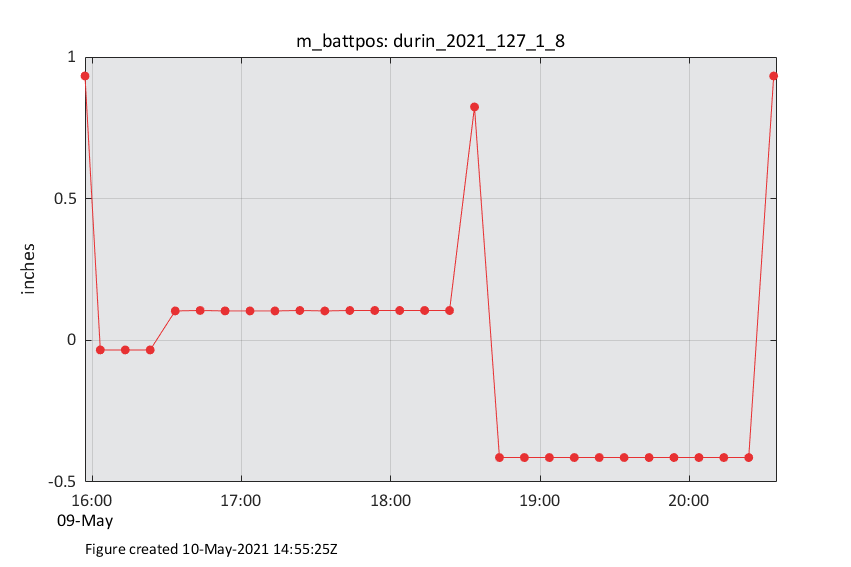 m_battpos: durin_2021_127_1_8
1
0.5
0
-0.5
inches
16:00 17:00 18:00 19:00 20:00
09-May
Figure created 10-May-2021 14:55:25Z